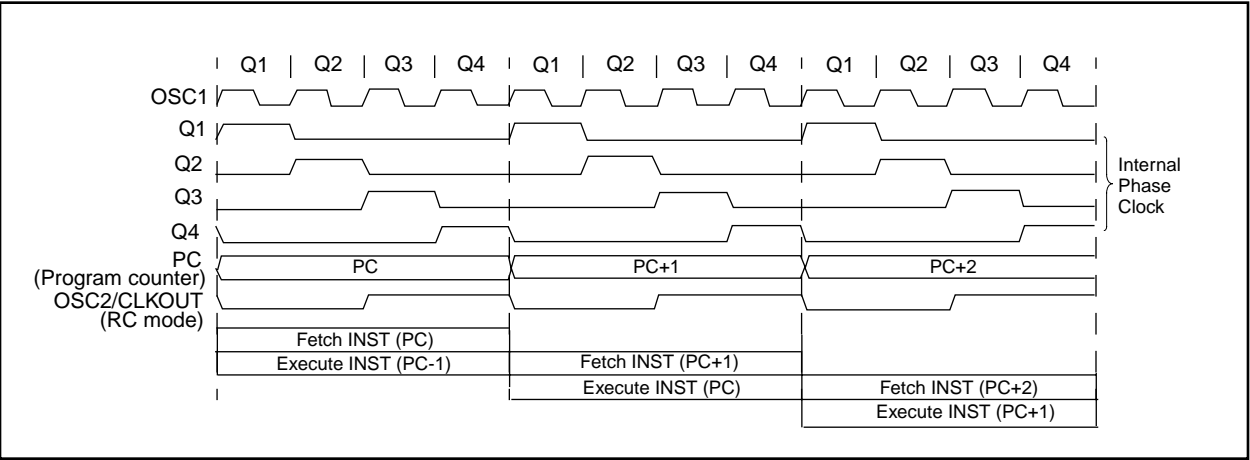 Q1 Q2 Q3 Q4 Q1 Q2 Q3 Q4 Q1 Q2 Q3 Q4
OSC1
Q1
Q2
Q3
Q4
Internal
Phase
Clock
PC
(Program counter)
PC PC+1 PC+2
OSC2/CLKOUT
(RC mode)
Fetch INST (PC)
Execute INST (PC-1) Fetch INST (PC+1)
Execute INST (PC) Fetch INST (PC+2)
Execute INST (PC+1)